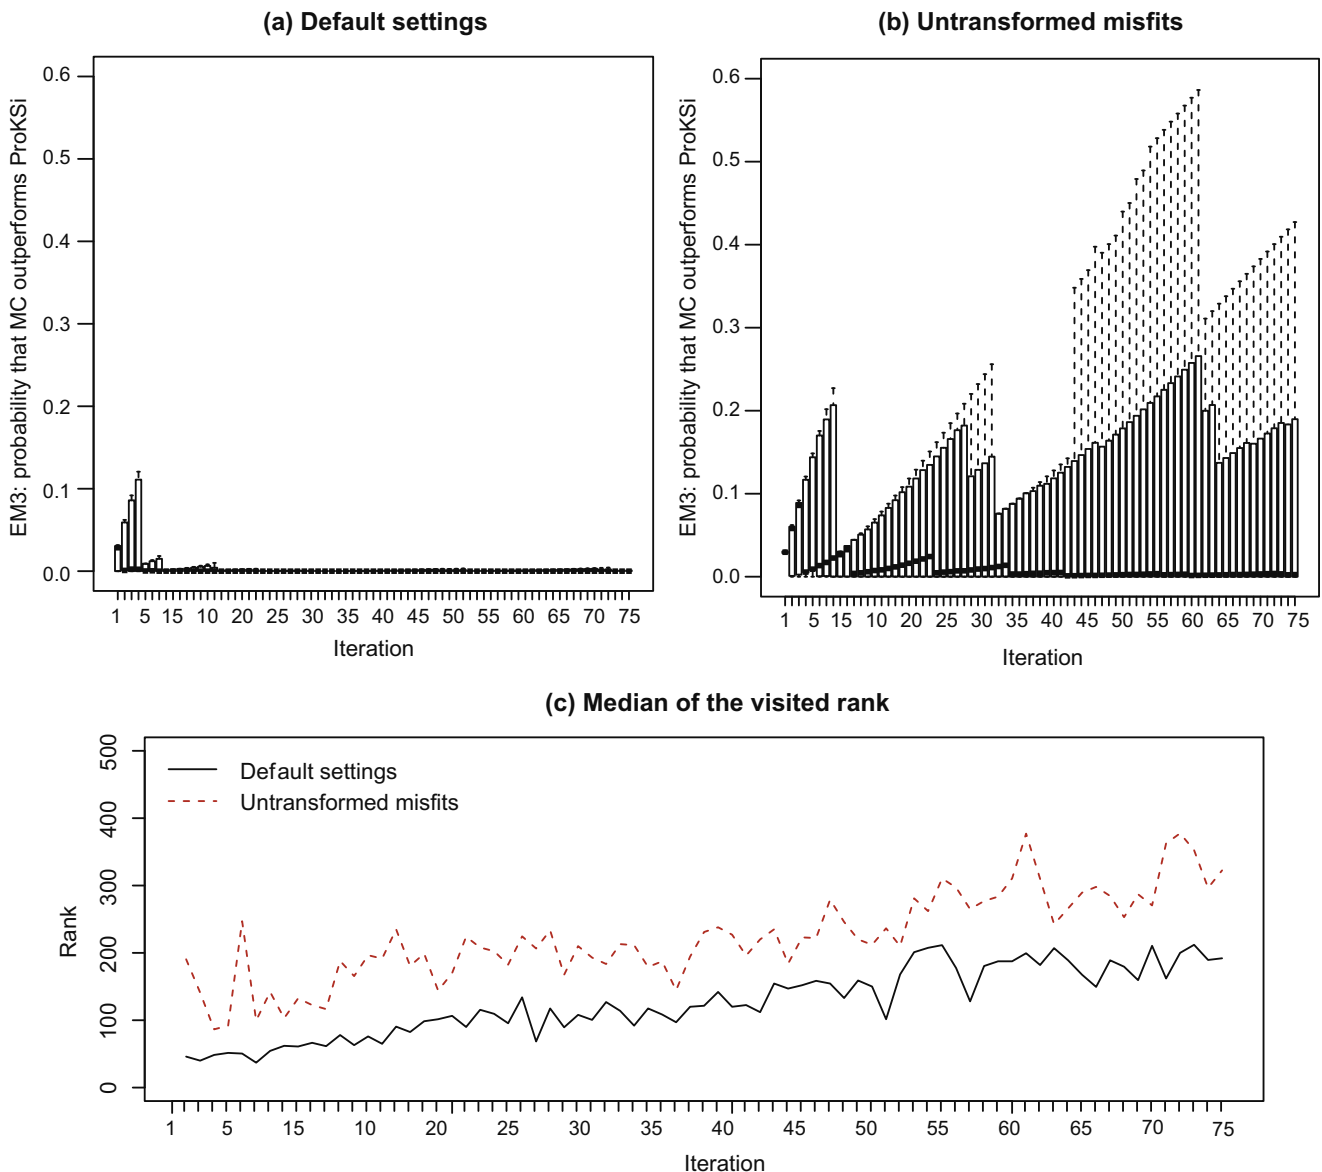 (a) Default settings
EM3: probability that MC outperforms ProKSi
0.6
0.5
0.4
0.3
0.2
0.1
0.0
1 5 15 10 20 25 30 35 40 45 50 55 60 65 70 75
Iteration
(b) Untransformed misfits
EM3: probability that MC outperforms ProKSi
0.6
0.5
0.4
0.3
0.2
0.1
0.0
1 5 15 10 20 25 30 35 40 45 50 55 60 65 70 75
Iteration
(c) Median of the visited rank
Rank
500
400
300
200
100
0
Default settings
Untransformed misfits
1 5 15 10 20 25 30 35 40 45 50 55 60 65 70 75
Iteration